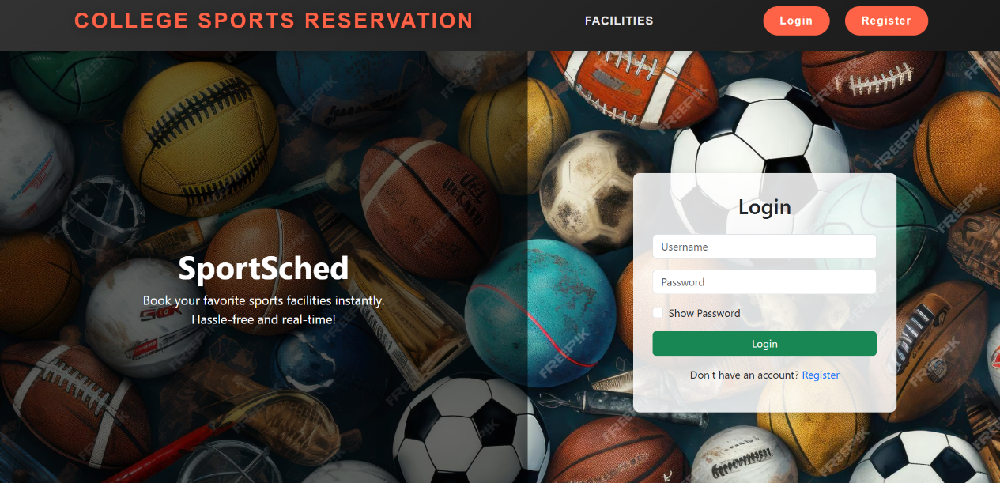 COLLEGE SPORTS RESERVATION
FACILITIES
Login
Register
SportSched
Book your favorite sports facilities instantly.
Hassle-free and real-time!
Login
Username
Password
Show Password
Login
Don't have an account? Register
FREEPIK